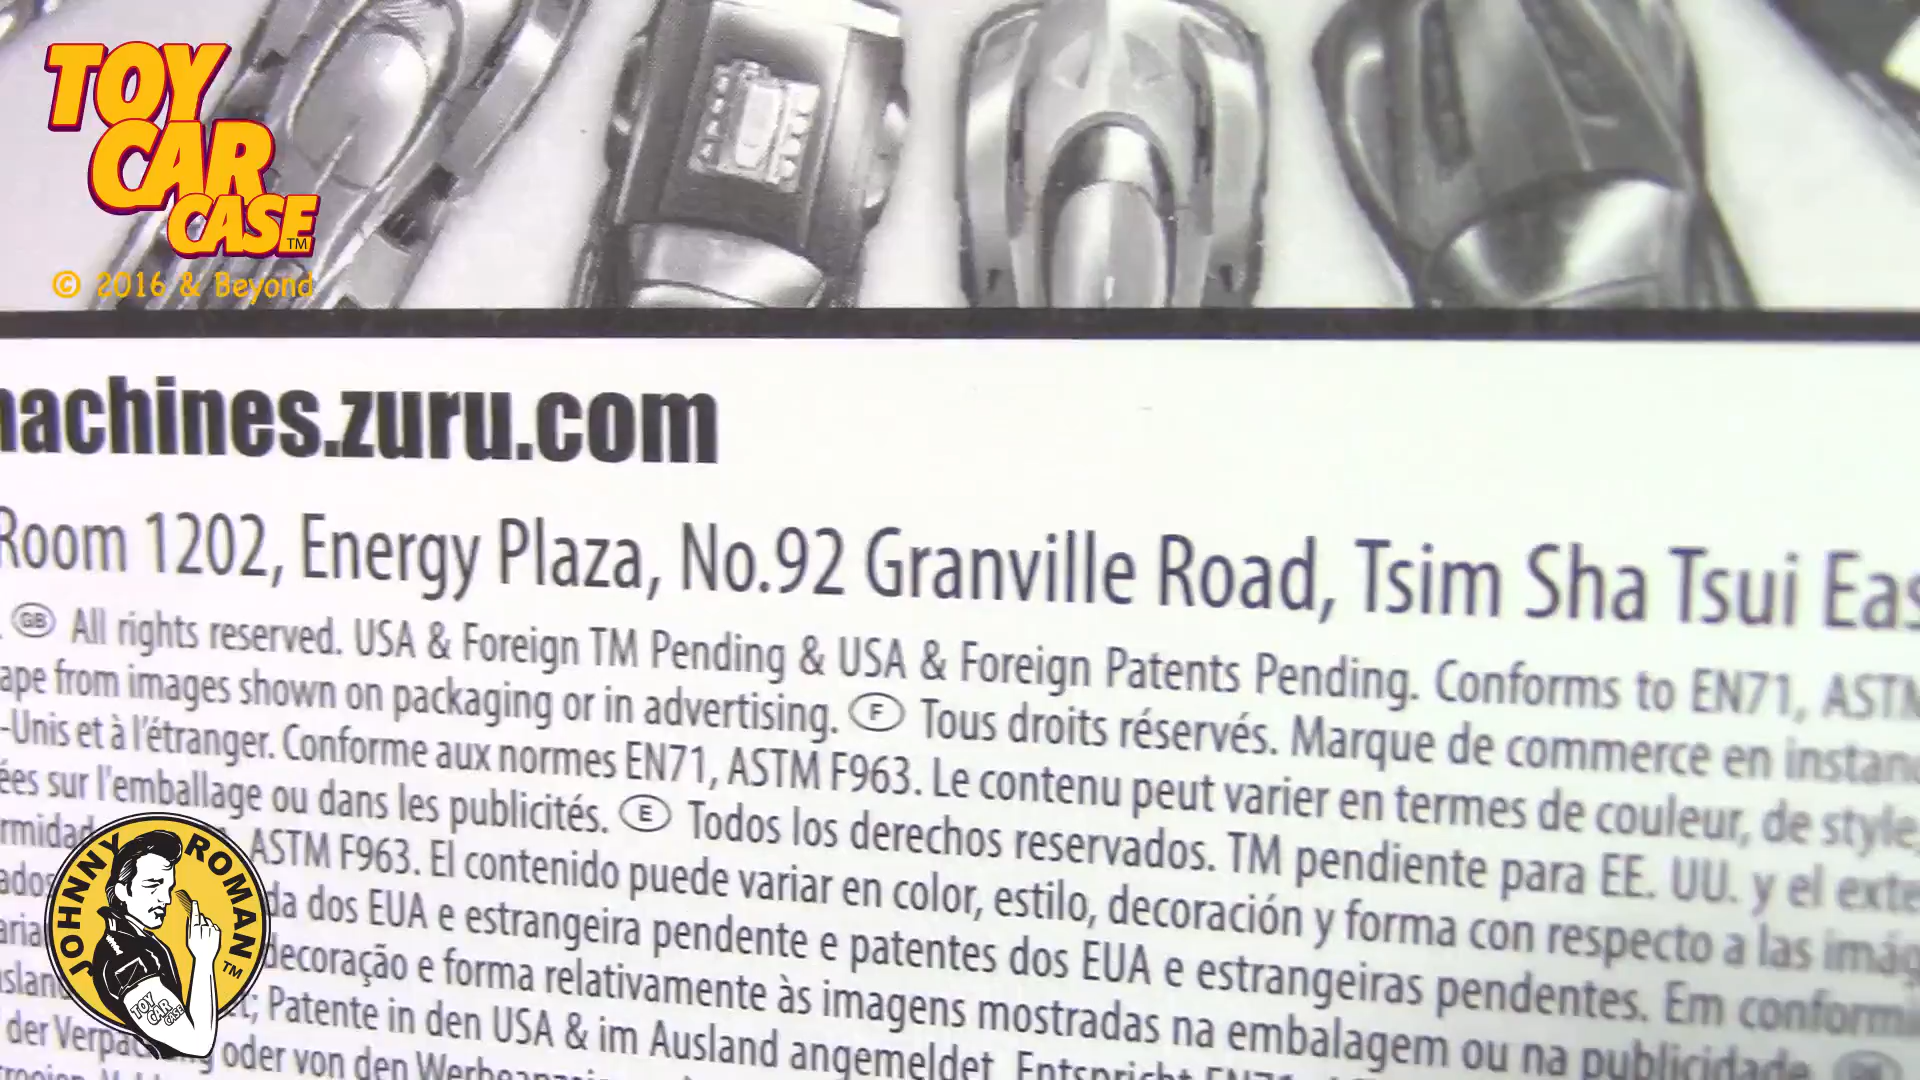 TOY
CAR
CASE
TM
© 2016 & Beyond
machines.zuru.com
Room 1202, Energy Plaza, No.92 Granville Road, Tsim Sha Tsui
GB All rights reserved. USA & Foreign TM Pending & USA & Foreign Patents Pending. Conforms to EN71, ASTM
from images shown on packaging or in advertising. F Tous droits réservés. Marque de commerce en
-Unis et à l'étranger. Conforme aux normes EN71, ASTM F963. Le contenu peut varier en termes de couleur, de style,
sur l'emballage ou dans les publicités. E Todos los derechos reservados. TM pendiente para EE. UU. y el
ASTM F963. El contenido puede variar en color, estilo, decoración y forma con respecto a las
da dos EUA e estrangeira pendente e patentes dos EUA e estrangeiras pendentes. Em
decoração e forma relativamente às imagens mostradas na embalagem ou na publicidade.
Patente in den USA & im Ausland angemeldet. Entspricht EN71,
der oder von den
JOHNNY ROMAN TM
TOY
CAR
CASE